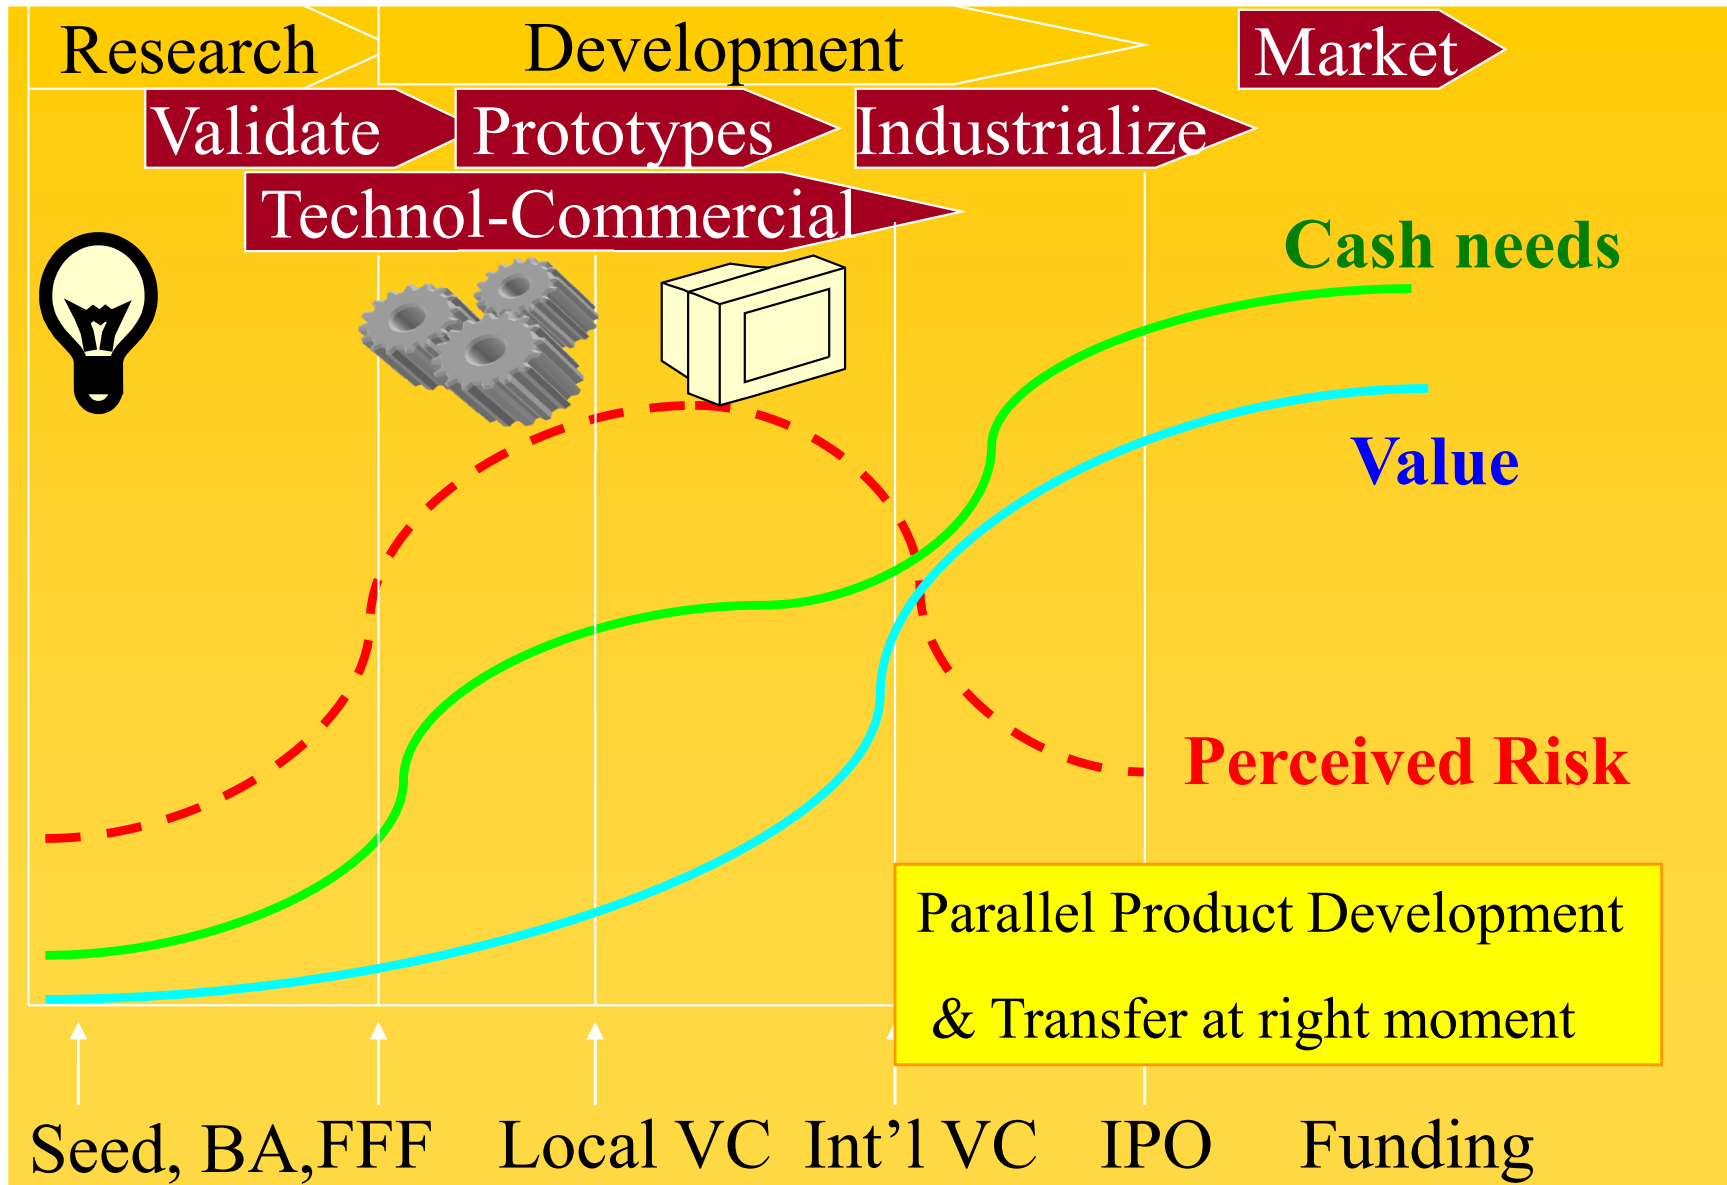 Research
Development
Market
Validate
Prototypes
Industrialize
Technol-Commercial
Cash needs
Value
Perceived Risk
Parallel Product Development
& Transfer at right moment
Seed, BA, FFF
Local VC
Int’l VC
IPO
Funding